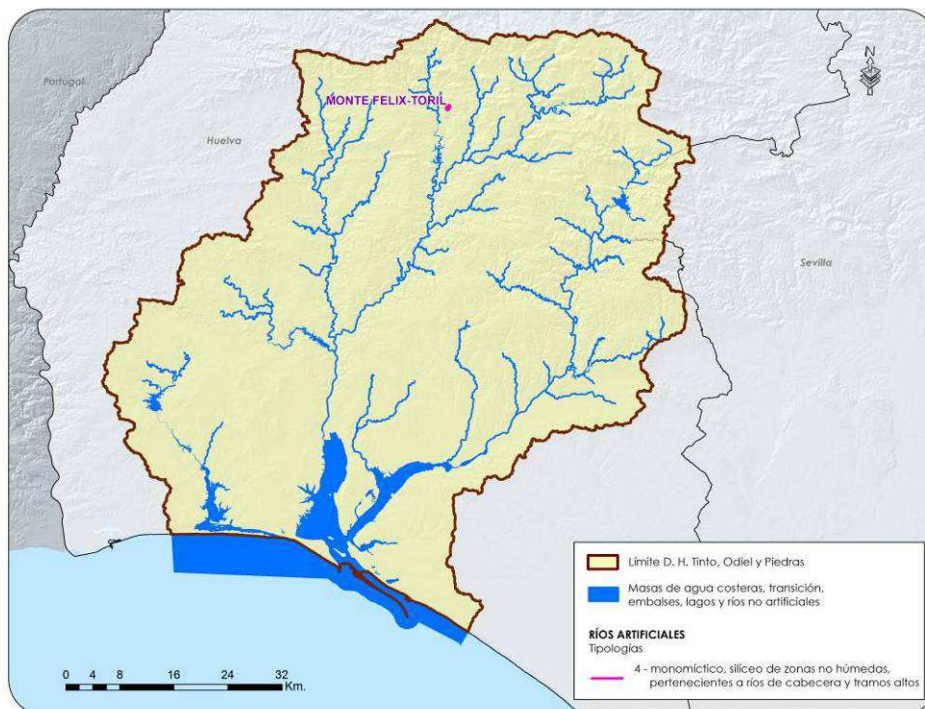 N
Portugal
MONTE FELIX-TORIL
Huelva
Sevilla
Límite D. H. Tinto, Odiel y Piedras
Masas de agua costeras, transición,
embalses, lagos y ríos no artificiales
RÍOS ARTIFICIALES
Tipologías
4 - monomíctico, silíceo de zonas no húmedas,
pertenecientes a ríos de cabecera y tramos altos
0 4 8 16 24 32
Km.